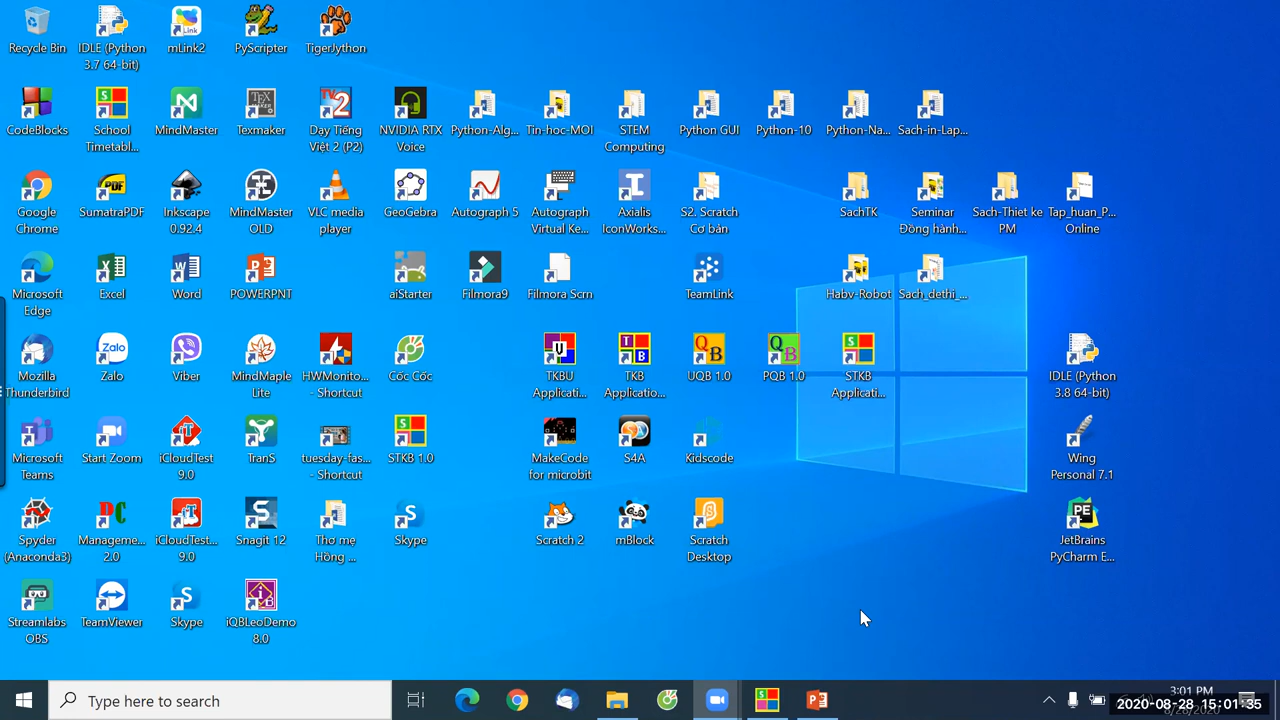 Recycle Bin
IDLE (Python
3.7 64-bit)
mLink2
PyScripter
TigerJython
CodeBlocks
School
Timetabl...
MindMaster
Texmaker
Dạy Tiếng
Việt 2 (P2)
NVIDIA RTX
Voice
Python-Alg...
Tin-hoc-MOI
STEM
Computing
Python GUI
Python-10
Python-Na...
Sach-in-Lap...
Google
Chrome
SumatraPDF
Inkscape
0.92.4
MindMaster
OLD
VLC media
player
GeoGebra
Autograph 5
Autograph
Virtual Ke...
Axialis
IconWorks...
S2. Scratch
Cơ bản
SachTK
Seminar
Đồng hành...
Sach-Thiet ke
PM
Tap_huan_P...
Online
Microsoft
Edge
Excel
Word
POWERPNT
aiStarter
Filmora9
Filmora Scrn
TeamLink
Habv-Robot
Sach_dethi_...
Mozilla
Thunderbird
Zalo
Viber
MindMaple
Lite
HWMonito...
- Shortcut
Cốc Cốc
TKBU
Applicati...
TKB
Applicatio...
UQB 1.0
PQB 1.0
STKB
Applicati...
IDLE (Python
3.8 64-bit)
Microsoft
Teams
Start Zoom
iCloudTest
9.0
TranS
tuesday-fas...
- Shortcut
STKB 1.0
MakeCode
for microbit
S4A
Kidscode
Wing
Personal 7.1
Spyder
(Anaconda3)
Manageme...
2.0
iCloudTest...
9.0
Snagit 12
Thơ mẹ
Hồng ...
Skype
Scratch 2
mBlock
Scratch
Desktop
JetBrains
PyCharm E...
Streamlabs
OBS
TeamViewer
Skype
iQBLeoDemo
8.0
Type here to search
3:01 PM
2020-08-28 15:01:35